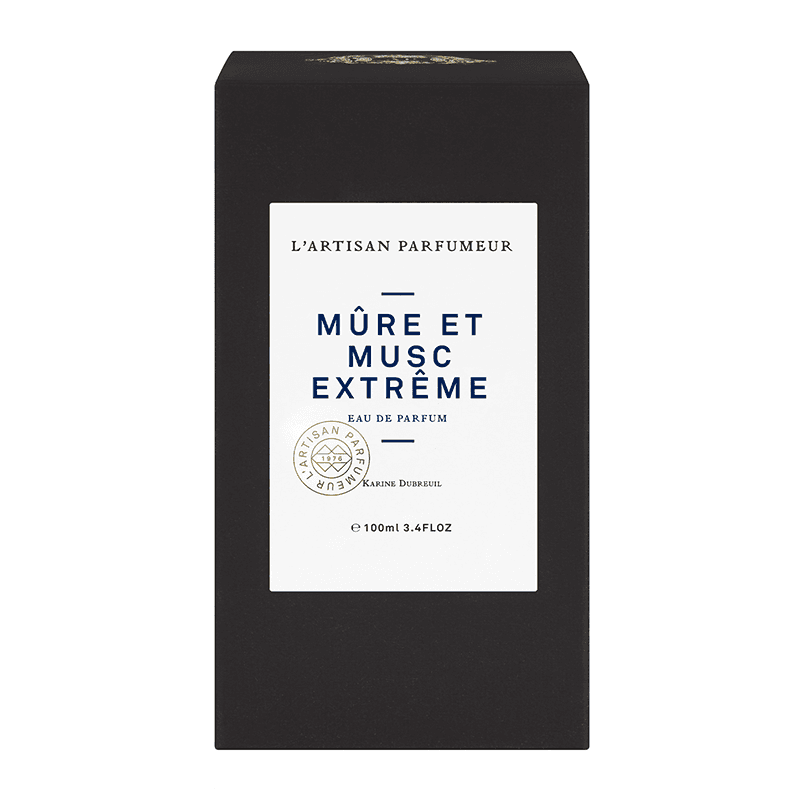 L'ARTISAN PARFUMEUR
MÛRE ET
MUSC
EXTRÊME
EAU DE PARFUM
L'ARTISAN PARFUMEUR
1976
KARINE DUBREUIL
℮ 100ml 3.4FLOZ